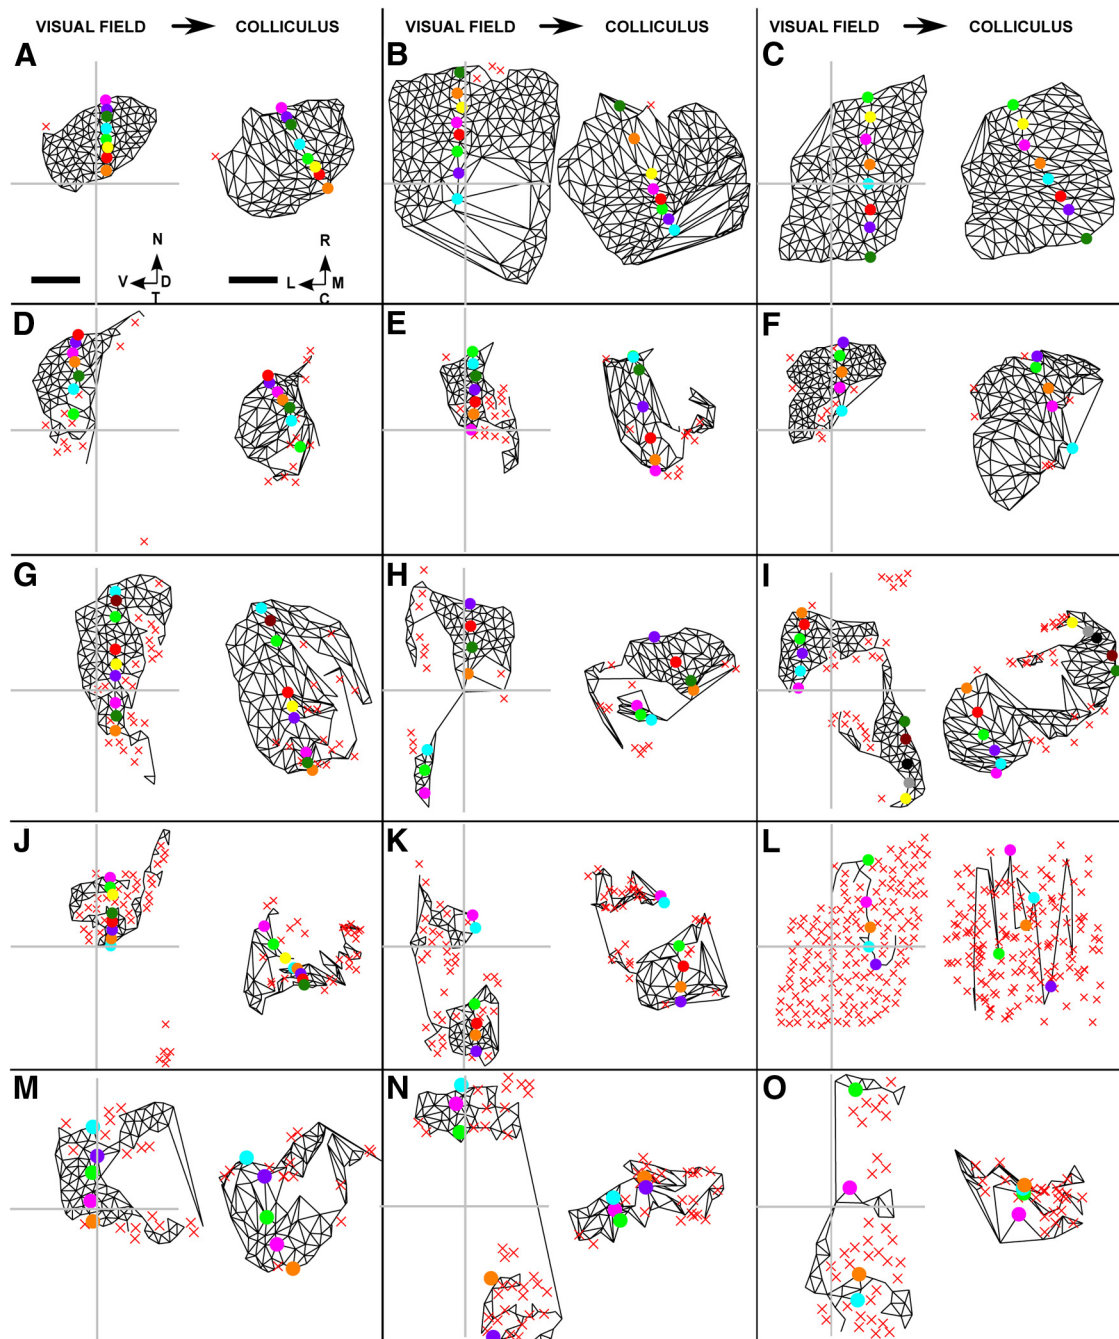 VISUAL FIELD COLLICULUS VISUAL FIELD COLLICULUS VISUAL FIELD COLLICULUS
A B C
N R
V D L M
T C
D E F
G H I
J K L
M N O